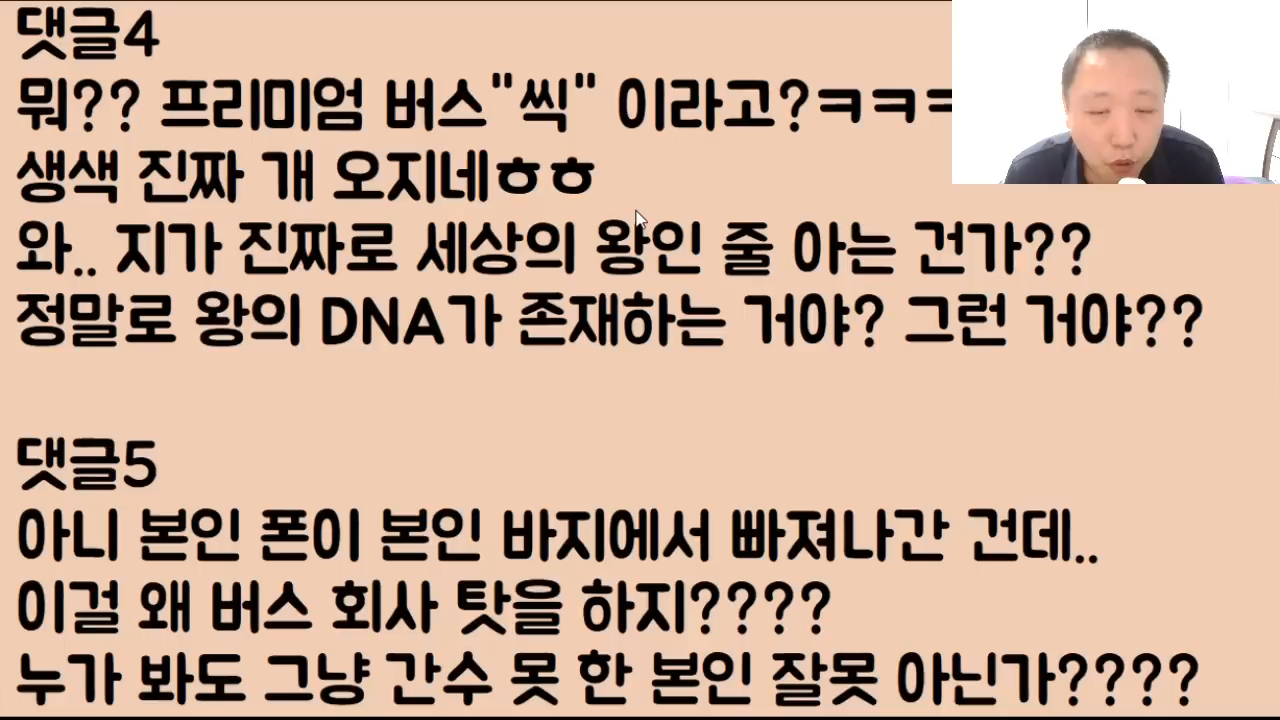 댓글4
뭐?? 프리미엄 버스"씩" 이라고?ㅋㅋㅋ
생색 진짜 개 오지네ㅎㅎ
와.. 지가 진짜로 세상의 왕인 줄 아는 건가??
정말로 왕의 DNA가 존재하는 거야? 그런 거야??
댓글5
아니 본인 폰이 본인 바지에서 빠져나간 건데..
이걸 왜 버스 회사 탓을 하지????
누가 봐도 그냥 간수 못 한 본인 잘못 아닌가????